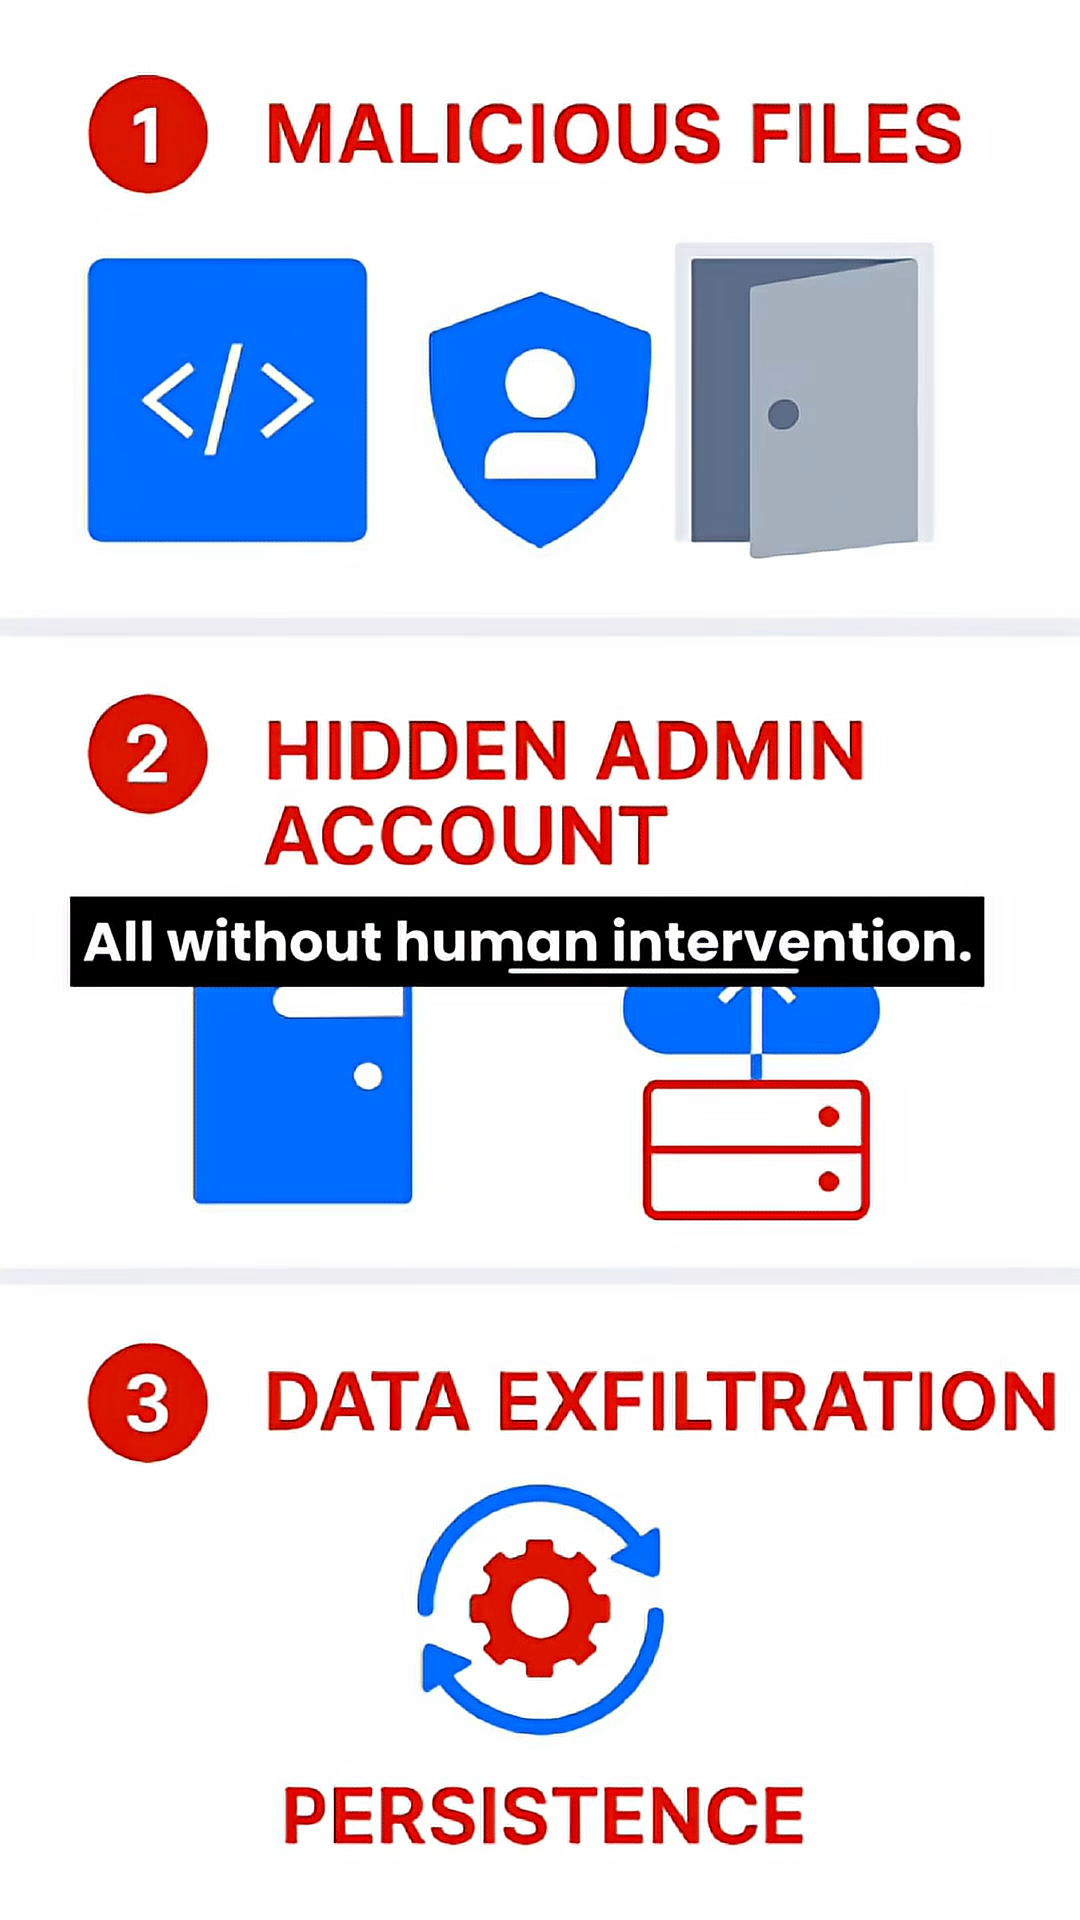 1 MALICIOUS FILES
</>
2 HIDDEN ADMIN
ACCOUNT
All without human intervention.
3 DATA EXFILTRATION
PERSISTENCE